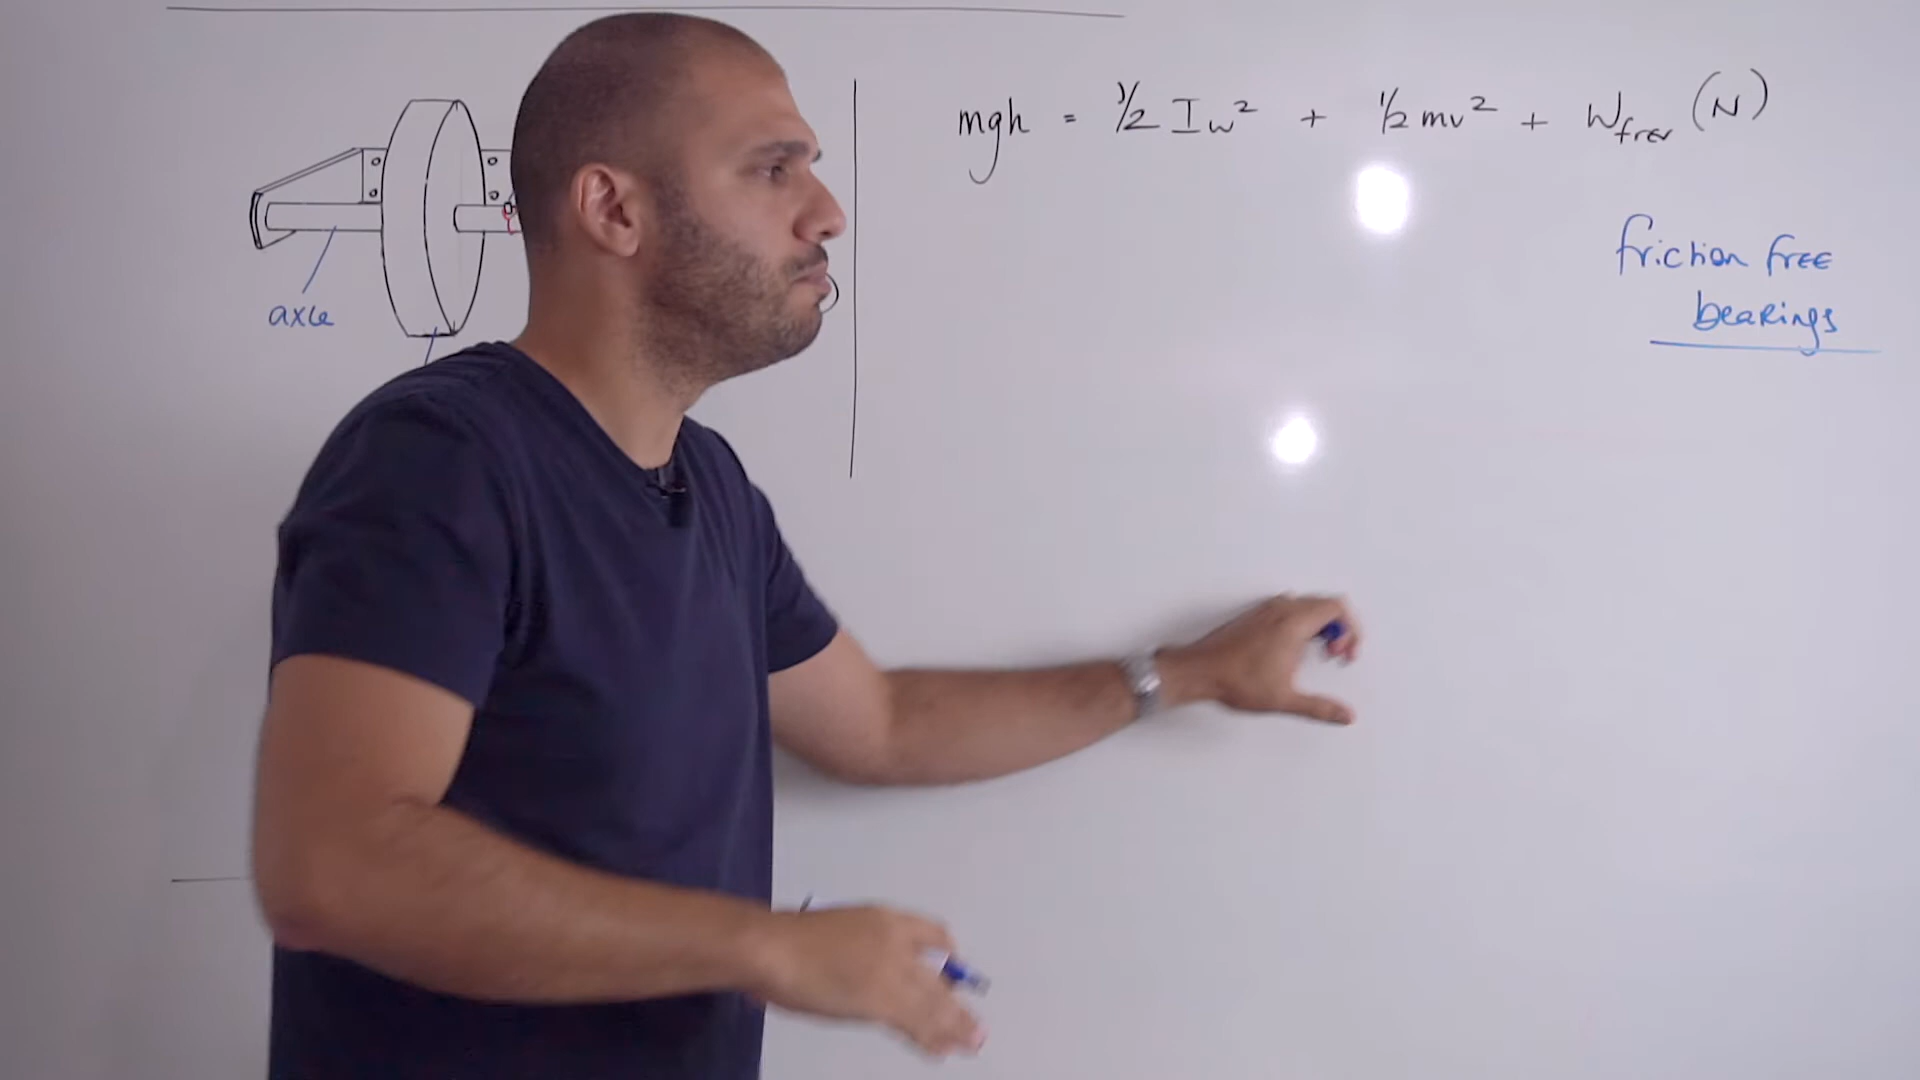 mgh = 1/2 Iω² + 1/2 mv² + W_fric (N)
friction free
bearings
axle